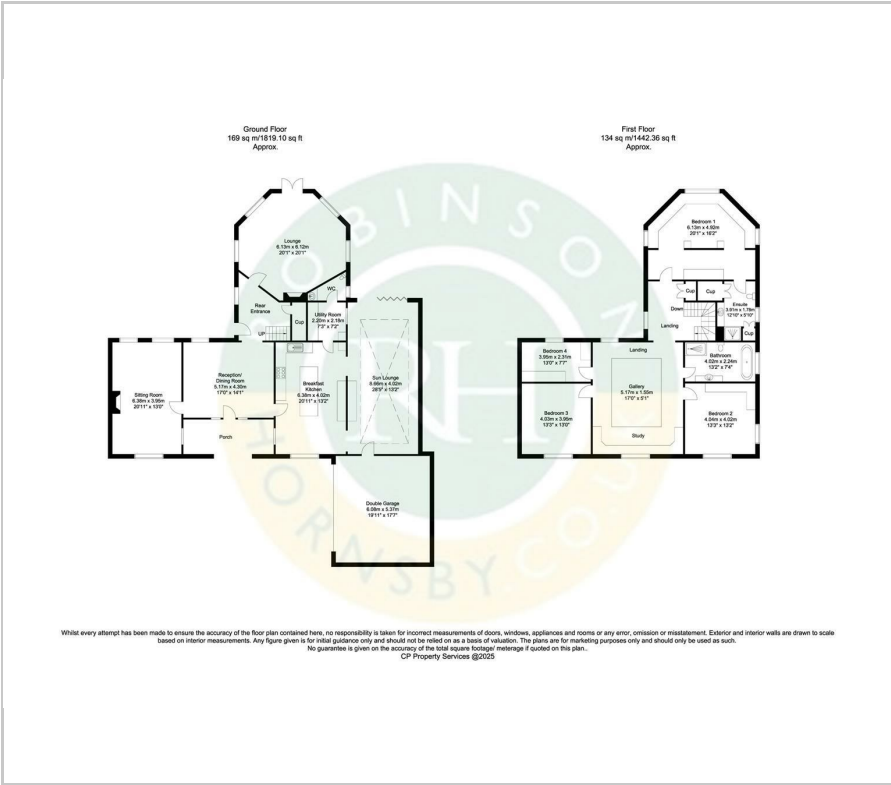 Ground Floor
169 sq m/1819.10 sq ft
Approx.
First Floor
134 sq m/1442.36 sq ft
Approx.
Lounge
6.13m x 6.12m
20'1" x 20'1"
WC
Rear
Entrance
UP
Cup
Utility Room
2.20m x 2.19m
7'3" x 7'2"
Sitting Room
6.38m x 3.95m
20'11" x 13'0"
Reception/
Dining Room
5.17m x 4.30m
17'0" x 14'1"
Porch
Breakfast
Kitchen
6.38m x 4.02m
20'11" x 13'2"
Sun Lounge
8.66m x 4.02m
28'5" x 13'2"
Double Garage
6.08m x 5.37m
19'11" x 17'7"
Bedroom 1
6.13m x 4.92m
20'1" x 16'2"
Cup
Cup
Ensuite
3.91m x 1.78m
12'10" x 5'10"
Down
Landing
Cup
Bedroom 4
3.95m x 2.31m
13'0" x 7'7"
Landing
Bathroom
4.02m x 2.24m
13'2" x 7'4"
Gallery
5.17m x 1.55m
17'0" x 5'1"
Bedroom 3
4.03m x 3.95m
13'3" x 13'0"
Study
Bedroom 2
4.04m x 4.02m
13'3" x 13'2"
ROBINSON
RH
HORNSBY CO.UK
Whilst every attempt has been made to ensure the accuracy of the floor plan contained here, no responsibility is taken for incorrect measurements of doors, windows, appliances and rooms or any error, omission or misstatement. Exterior and interior walls are drawn to scale
based on interior measurements. Any figure given is for initial guidance only and should not be relied on as a basis of valuation. The plans are for marketing purposes only and should only be used as such.
No guarantee is given on the accuracy of the total square footage/ meterage if quoted on this plan..
CP Property Services @2025